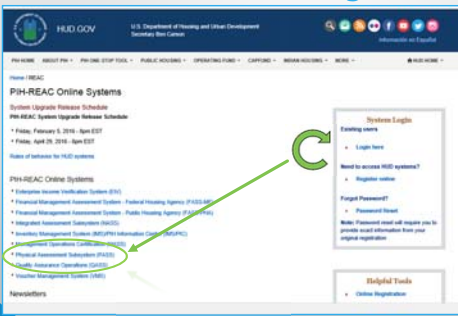 HUD.GOV
U.S. Department of Housing and Urban Development
Secretary Ben Carson
Información en Español
PIH HOME ABOUT PIH PIH ONE STOP TOOL PUBLIC HOUSING OPERATING FUND CAPFUND INDIAN HOUSING MORE HUD HOME
Home / REAC
PIH-REAC Online Systems
System Upgrade Release Schedule
PIH-REAC System Upgrade Release Schedule:
* Friday, February 5, 2016 - 6pm EST
* Friday, April 29, 2016 - 6pm EST
Rules of behavior for HUD systems
PIH-REAC Online Systems
* Enterprise Income Verification System (EIV)
* Financial Management Assessment System - Federal Housing Agency (FASS-
* Financial Management Assessment System - Public Housing Agency (FASS-PHA)
* Integrated Assessment Subsystem (NASS)
* Inventory Management System (IMS)/PIH Information Center (IMS/PIC)
* Management Operations Certification (MASS)
* Physical Assessment Subsystem (PASS)
* Quality Assurance Operations (QASS)
* Voucher Management System (VMS)
Newsletters
System Login
Existing users
Login here
Need to access HUD systems?
Register online
Forgot Password?
Password Reset
Note: Password reset will require you to
provide exact information from your
original registration
Helpful Tools
Online Registration
C